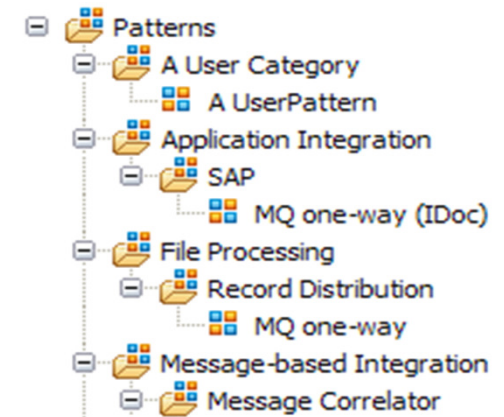 Patterns
A User Category
A UserPattern
Application Integration
SAP
MQ one-way (IDoc)
File Processing
Record Distribution
MQ one-way
Message-based Integration
Message Correlator